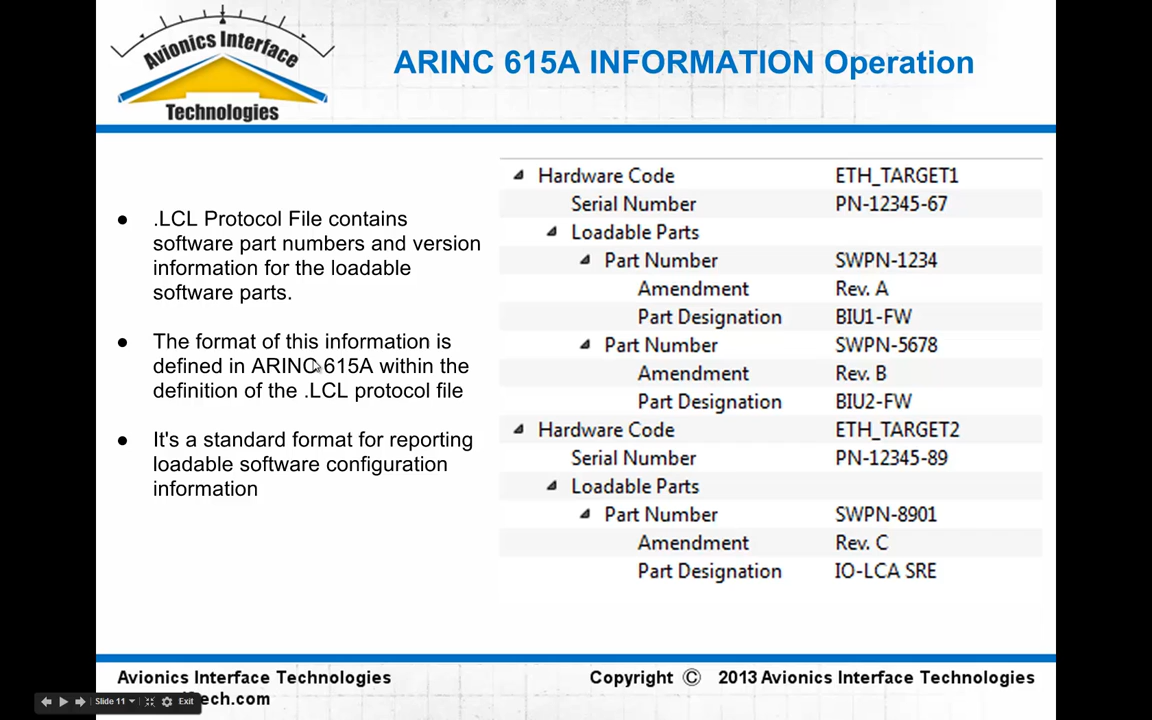 Avionics Interface
Technologies
ARINC 615A INFORMATION Operation
● .LCL Protocol File contains
software part numbers and version
information for the loadable
software parts.
● The format of this information is
defined in ARINC 615A within the
definition of the .LCL protocol file
● It's a standard format for reporting
loadable software configuration
information
Hardware Code ETH_TARGET1
Serial Number PN-12345-67
Loadable Parts
Part Number SWPN-1234
Amendment Rev. A
Part Designation BIU1-FW
Part Number SWPN-5678
Amendment Rev. B
Part Designation BIU2-FW
Hardware Code ETH_TARGET2
Serial Number PN-12345-89
Loadable Parts
Part Number SWPN-8901
Amendment Rev. C
Part Designation IO-LCA SRE
Avionics Interface Technologies
Copyright © 2013 Avionics Interface Technologies
Slide 11 Exit
ech.com